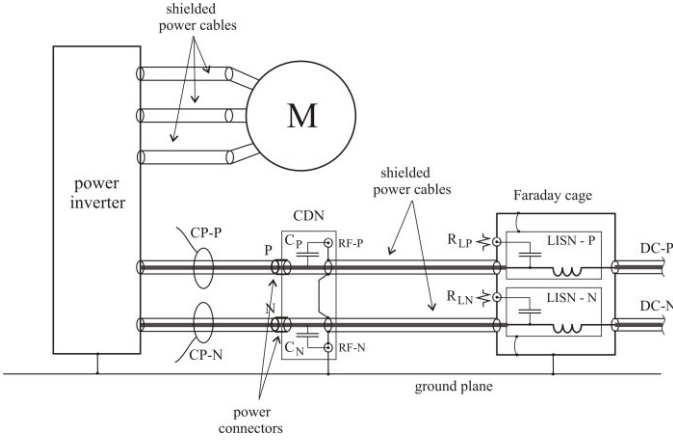 shielded
power cables
M
power
inverter
shielded
power cables
Faraday cage
CP-P
CDN
P
C_P
RF-P
R_LP
LISN - P
DC-P
N
C_N
RF-N
R_LN
LISN - N
DC-N
CP-N
ground plane
power
connectors